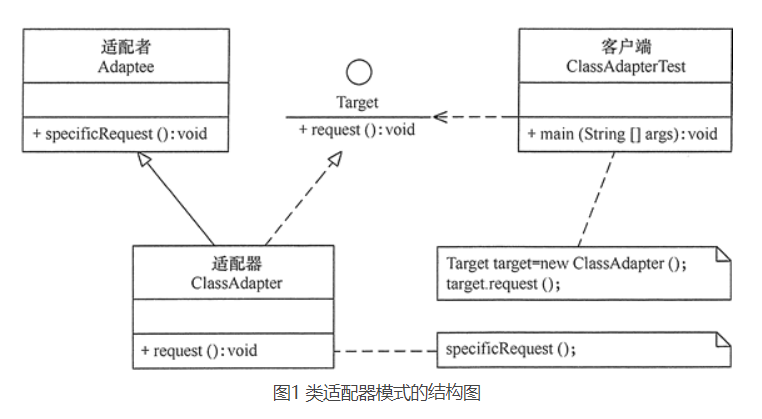 适配者
Adaptee
+ specificRequest ():void
Target
+ request ():void
客户端
ClassAdapterTest
+ main (String [] args):void
适配器
ClassAdapter
+ request ():void
Target target=new ClassAdapter ();
target.request ();
specificRequest ();
图1 类适配器模式的结构图